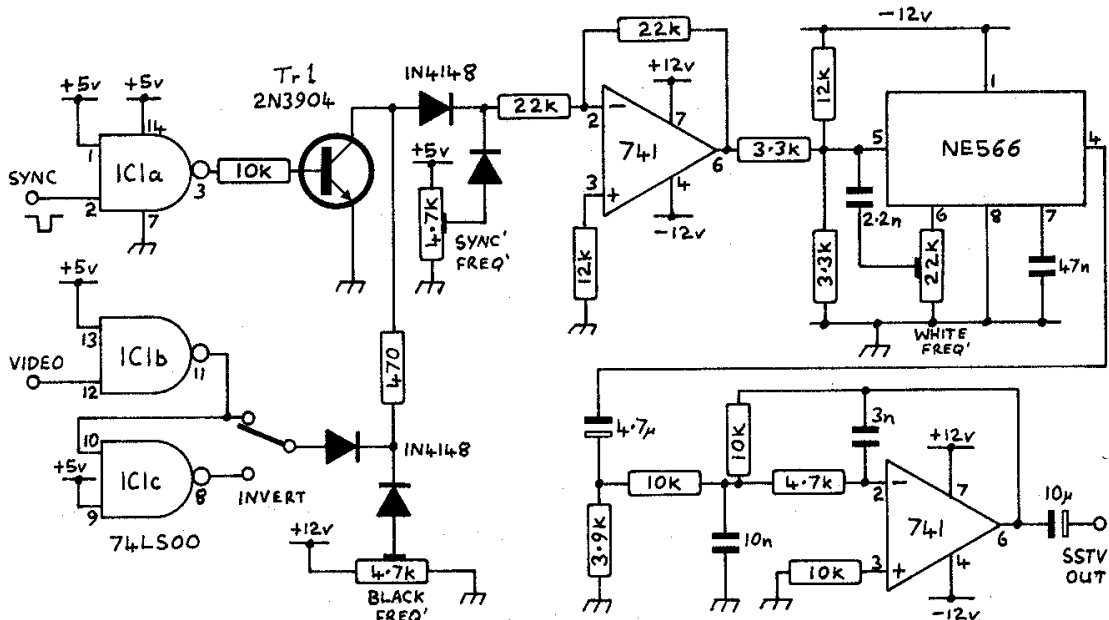 -12v
22k
+12v
12k
1
+5v
+5v
Tr1
2N3904
1N4148
22k
2
-
7
741
6
3.3k
5
NE566
4
14
1
IC1a
3
10k
+5v
3
+
4
-12v
SYNC
2
7
4.7k
SYNC'
FREQ'
12k
2.2n
6
8
7
3.3k
22k
47n
+5v
WHITE
FREQ'
13
IC1b
11
VIDEO
12
470
10
+5v
IC1c
8
9
INVERT
74LS00
1N4148
+12v
4.7k
BLACK
FREQ'
4.7µ
10k
3n
+12v
10k
4.7k
2
-
7
3.9k
10n
741
6
10µ
10k
3
+
4
-12v
SSTV
OUT